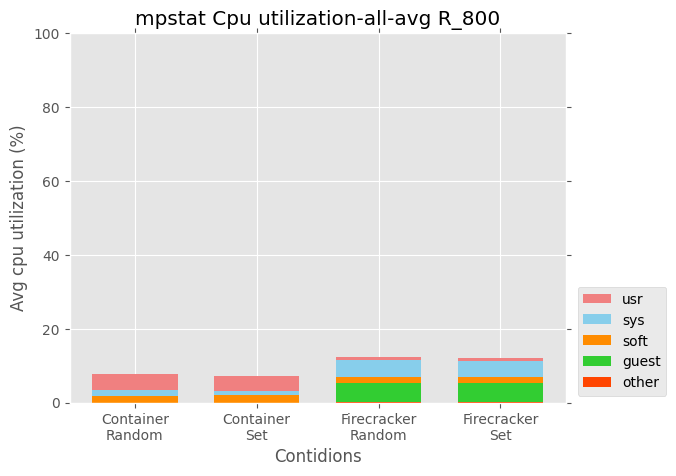 mpstat Cpu utilization-all-avg R_800
Avg cpu utilization (%)
100
80
60
40
20
0
Container
Random
Container
Set
Firecracker
Random
Firecracker
Set
Contidions
usr
sys
soft
guest
other